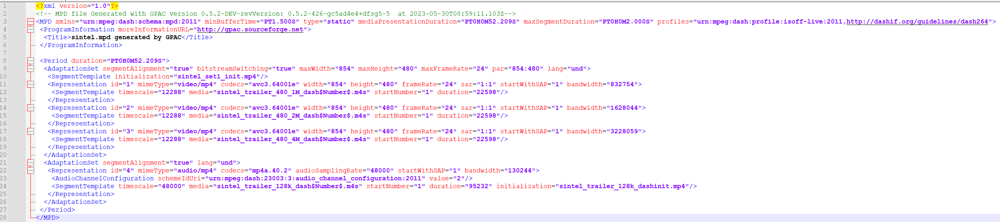 1 <?xml version="1.0"?>
2 <!-- MPD file Generated with GPAC version 0.5.2-DEV-revVersion: 0.5.2-426-gc5ad4e4+dfsg5-5  at 2023-05-30T08:59:11.103Z-->
3 <MPD xmlns="urn:mpeg:dash:schema:mpd:2011" minBufferTime="PT1.500S" type="static" mediaPresentationDuration="PT0H0M52.209S" maxSegmentDuration="PT0H0M2.000S" profiles="urn:mpeg:dash:profile:isoff-live:2011,http://dashif.org/guidelines/dash264">
4 <ProgramInformation moreInformationURL="http://gpac.sourceforge.net">
5 <Title>sintel.mpd generated by GPAC</Title>
6 </ProgramInformation>
7
8 <Period duration="PT0H0M52.209S">
9 <AdaptationSet segmentAlignment="true" bitstreamSwitching="true" maxWidth="854" maxHeight="480" maxFrameRate="24" par="854:480" lang="und">
10 <SegmentTemplate initialization="sintel_set1_init.mp4"/>
11 <Representation id="1" mimeType="video/mp4" codecs="avc3.64001e" width="854" height="480" frameRate="24" sar="1:1" startWithSAP="1" bandwidth="832754">
12 <SegmentTemplate timescale="12288" media="sintel_trailer_480_1M_dash$Number$.m4s" startNumber="1" duration="22598"/>
13 </Representation>
14 <Representation id="2" mimeType="video/mp4" codecs="avc3.64001e" width="854" height="480" frameRate="24" sar="1:1" startWithSAP="1" bandwidth="1628044">
15 <SegmentTemplate timescale="12288" media="sintel_trailer_480_2M_dash$Number$.m4s" startNumber="1" duration="22598"/>
16 </Representation>
17 <Representation id="3" mimeType="video/mp4" codecs="avc3.64001e" width="854" height="480" frameRate="24" sar="1:1" startWithSAP="1" bandwidth="3228059">
18 <SegmentTemplate timescale="12288" media="sintel_trailer_480_4M_dash$Number$.m4s" startNumber="1" duration="22598"/>
19 </Representation>
20 </AdaptationSet>
21 <AdaptationSet segmentAlignment="true" lang="und">
22 <Representation id="4" mimeType="audio/mp4" codecs="mp4a.40.2" audioSamplingRate="48000" startWithSAP="1" bandwidth="130244">
23 <AudioChannelConfiguration schemeIdUri="urn:mpeg:dash:23003:3:audio_channel_configuration:2011" value="2"/>
24 <SegmentTemplate timescale="48000" media="sintel_trailer_128k_dash$Number$.m4s" startNumber="1" duration="95232" initialization="sintel_trailer_128k_dashinit.mp4"/>
25 </Representation>
26 </AdaptationSet>
27 </Period>
28 </MPD>